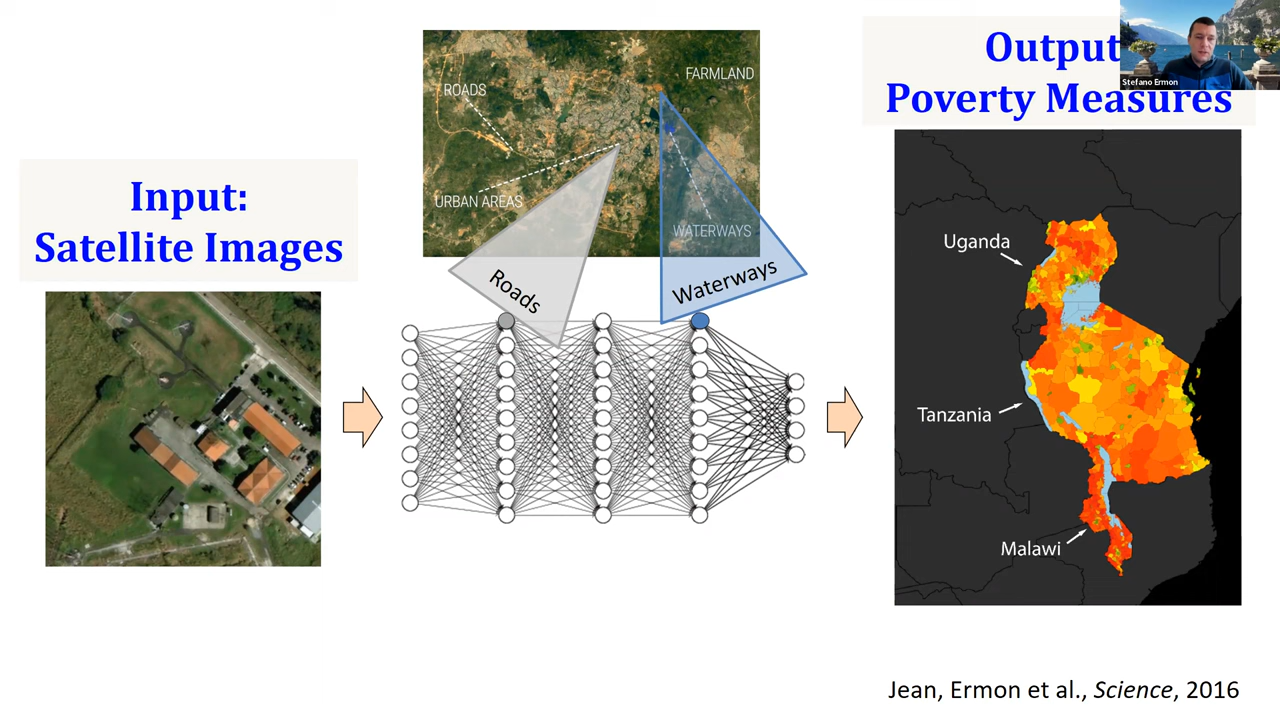 Input:
Satellite Images
ROADS
FARMLAND
URBAN AREAS
WATERWAYS
Roads
Waterways
Output
Poverty Measures
Stefano Ermon
Uganda
Tanzania
Malawi
Jean, Ermon et al., Science, 2016